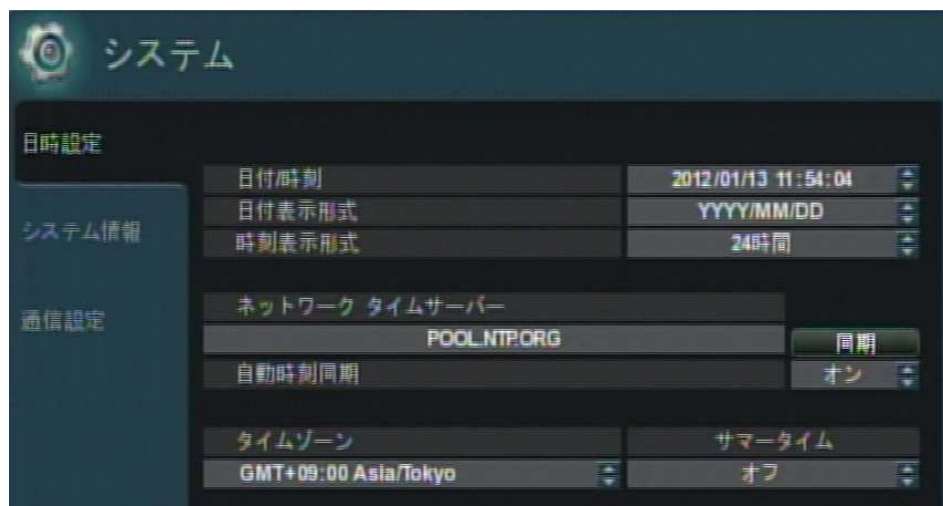 システム
日時設定
日付/時刻 2012/01/13 11:54:04
日付表示形式 YYYY/MM/DD
システム情報
時刻表示形式 24時間
ネットワーク タイムサーバー
通信設定
POOL.NTP.ORG 同期
自動時刻同期 オン
タイムゾーン サマータイム
GMT+09:00 Asia/Tokyo オフ